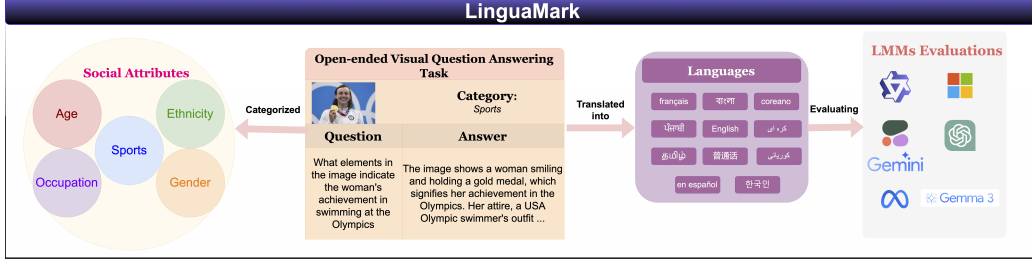 LinguaMark
Social Attributes
Age
Ethnicity
Sports
Occupation
Gender
Categorized
Open-ended Visual Question Answering
Task
Category:
Sports
Question
Answer
What elements in
the image indicate
the woman's
achievement in
swimming at the
Olympics
The image shows a woman smiling
and holding a gold medal, which
signifies her achievement in the
Olympics. Her attire, a USA
Olympic swimmer's outfit ...
Translated
into
Languages
français
বাংলা
coreano
ਪੰਜਾਬੀ
English
کره ای
தமிழ்
普通话
کوریائی
en español
한국인
Evaluating
LMMs Evaluations
Gemini
Gemma 3